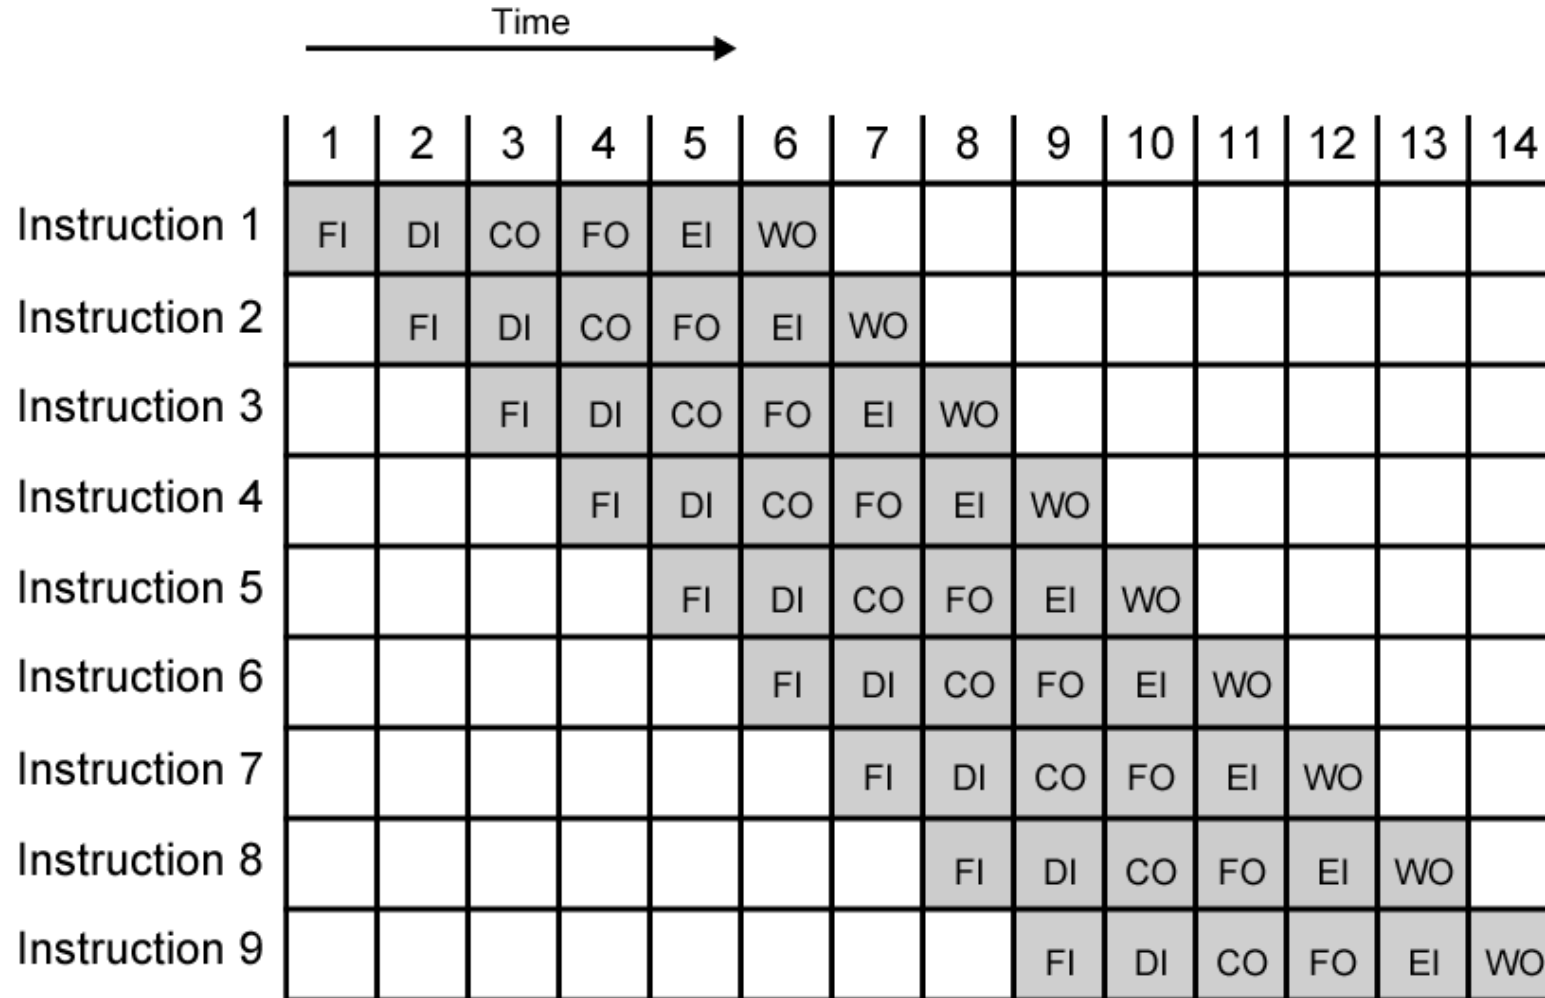 Time
1 2 3 4 5 6 7 8 9 10 11 12 13 14
Instruction 1 FI DI CO FO EI WO
Instruction 2 FI DI CO FO EI WO
Instruction 3 FI DI CO FO EI WO
Instruction 4 FI DI CO FO EI WO
Instruction 5 FI DI CO FO EI WO
Instruction 6 FI DI CO FO EI WO
Instruction 7 FI DI CO FO EI WO
Instruction 8 FI DI CO FO EI WO
Instruction 9 FI DI CO FO EI WO